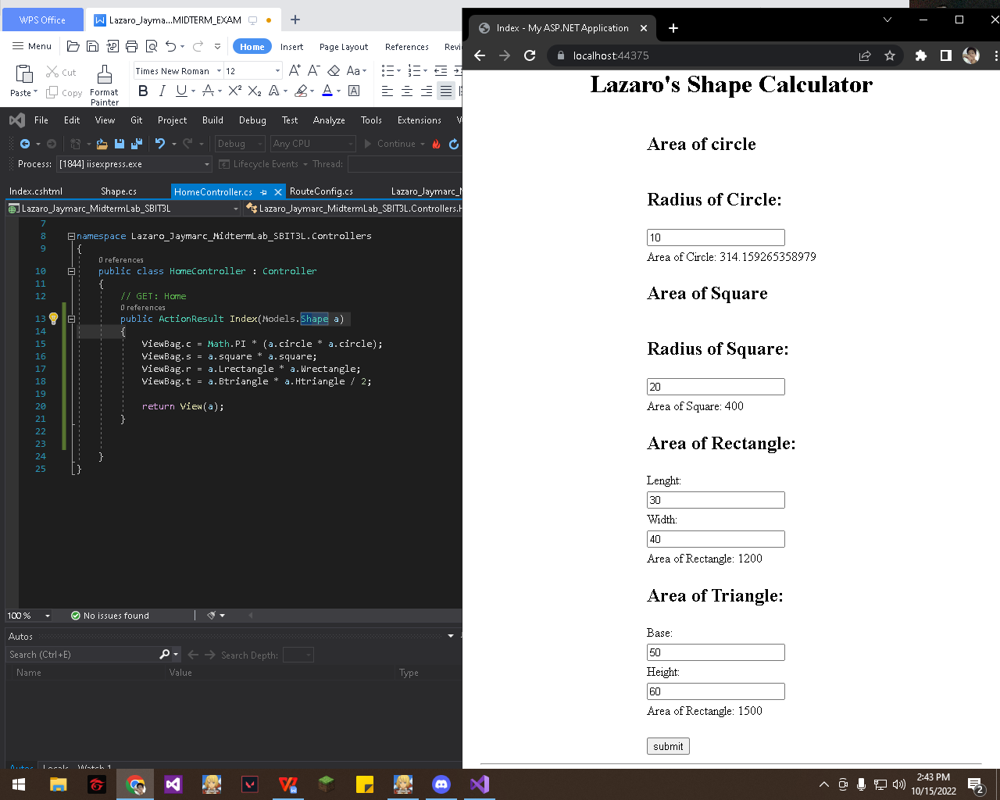 WPS Office
Lazaro_Jayma...MIDTERM_EXAM
Menu
Home
Insert
Page Layout
References
Paste
Cut
Copy
Format Painter
Times New Roman
12
File Edit View Git Project Build Debug Test Analyze Tools Extensions
Debug
Any CPU
Continue
Process: [1844] iisexpress.exe
Lifecycle Events
Thread:
Index.cshtml
Shape.cs
HomeController.cs
RouteConfig.cs
Lazaro_Jaymarc_MidtermLab_SBIT3L
Lazaro_Jaymarc_MidtermLab_SBIT3L.Controllers.
7
8 namespace Lazaro_Jaymarc_MidtermLab_SBIT3L.Controllers
9 {
0 references
10 public class HomeController : Controller
11 {
12 // GET: Home
0 references
13 public ActionResult Index(Models.Shape a)
14 {
15 ViewBag.c = Math.PI * (a.circle * a.circle);
16 ViewBag.s = a.square * a.square;
17 ViewBag.r = a.Lrectangle * a.Wrectangle;
18 ViewBag.t = a.Btriangle * a.Htriangle / 2;
19
20 return View(a);
21 }
22
23
24 }
25 }
100 %
No issues found
Autos
Search (Ctrl+E)
Search Depth:
Name
Value
Type
Autos Locals Watch 1
Index - My ASP.NET Application
localhost:44375
Lazaro's Shape Calculator
Area of circle
Radius of Circle:
10
Area of Circle: 314.159265358979
Area of Square
Radius of Square:
20
Area of Square: 400
Area of Rectangle:
Lenght:
30
Width:
40
Area of Rectangle: 1200
Area of Triangle:
Base:
50
Height:
60
Area of Rectangle: 1500
submit
2:43 PM
10/15/2022
2